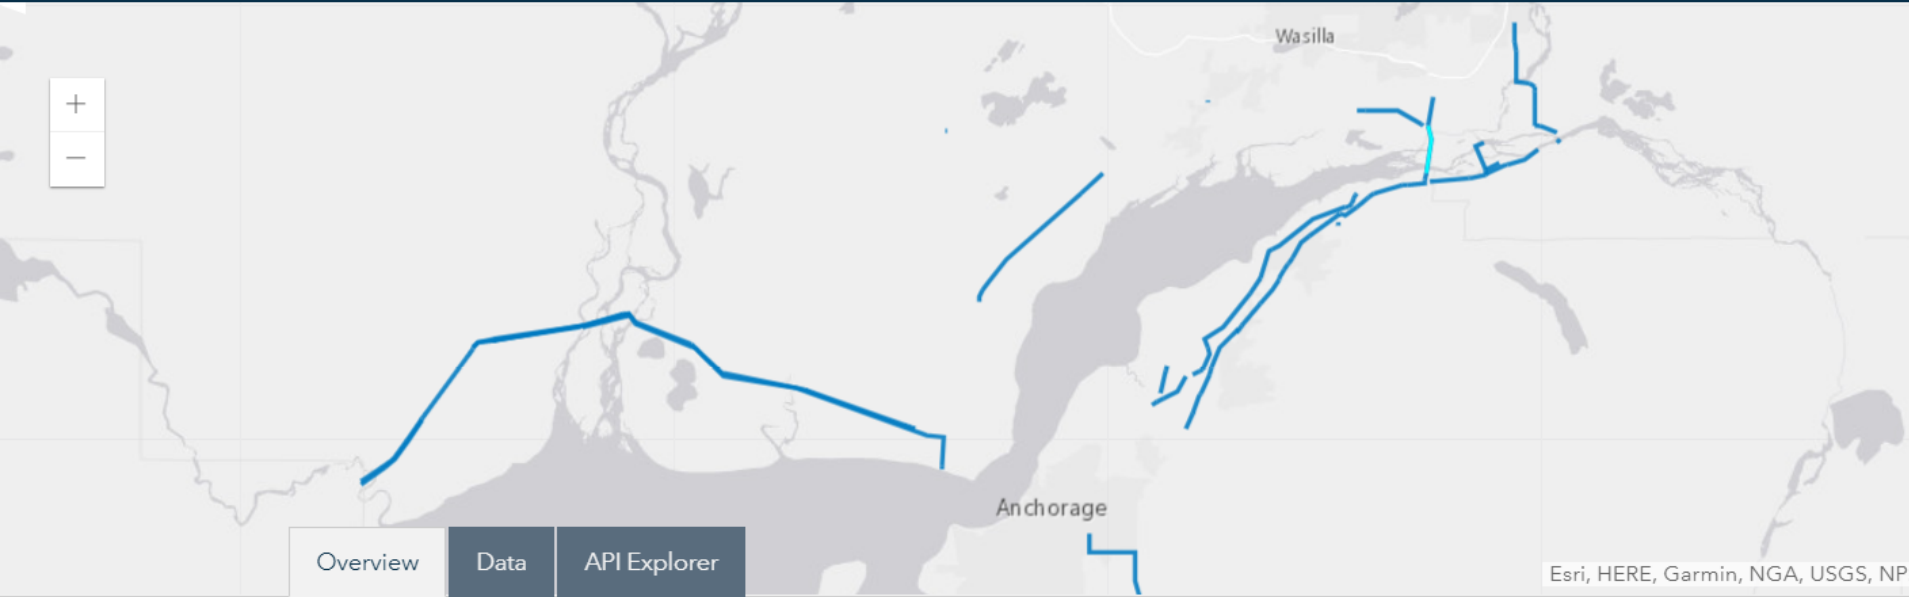 Wasilla
+
−
Anchorage
Overview
Data
API Explorer
Esri, HERE, Garmin, NGA, USGS, NP